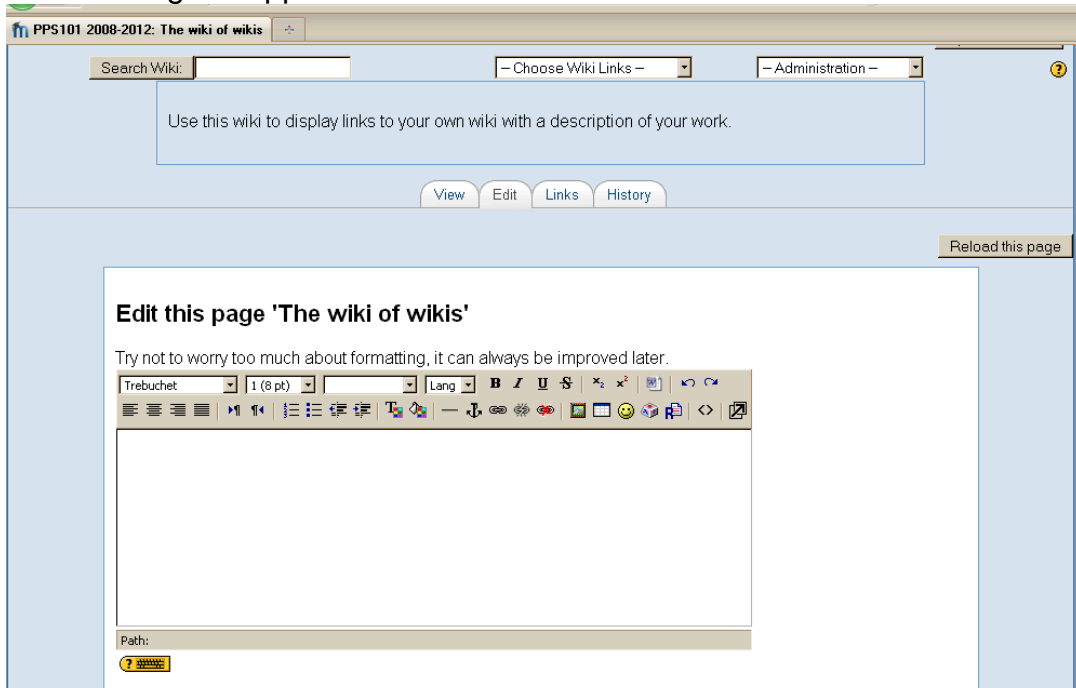 PPS101 2008-2012: The wiki of wikis
Search Wiki: – Choose Wiki Links – – Administration –
Use this wiki to display links to your own wiki with a description of your work.
View Edit Links History
Reload this page
Edit this page 'The wiki of wikis'
Try not to worry too much about formatting, it can always be improved later.
Trebuchet 1 (8 pt) Lang B I U S x₂ x²
Path: